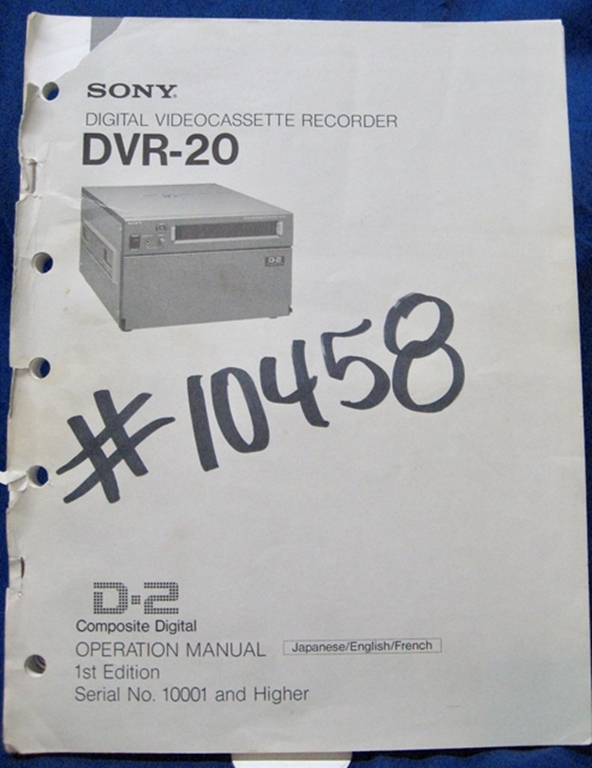 SONY.
DIGITAL VIDEOCASSETTE RECORDER
DVR-20
D-2
#10458
D-2
Composite Digital
OPERATION MANUAL Japanese/English/French
1st Edition
Serial No. 10001 and Higher